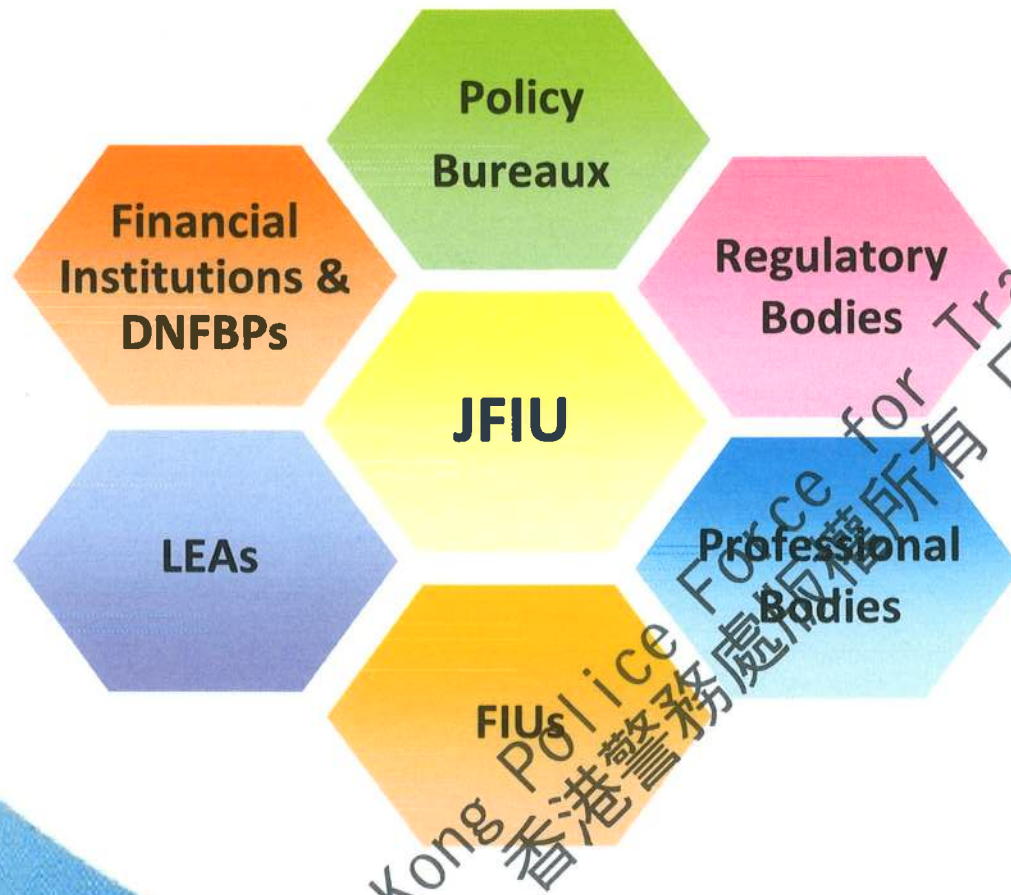 Policy
Bureaux
Financial
Institutions &
DNFBPs
Regulatory
Bodies
JFIU
LEAs
Professional
Bodies
FIUs
Kong Police Force for
香港警務處版權所有